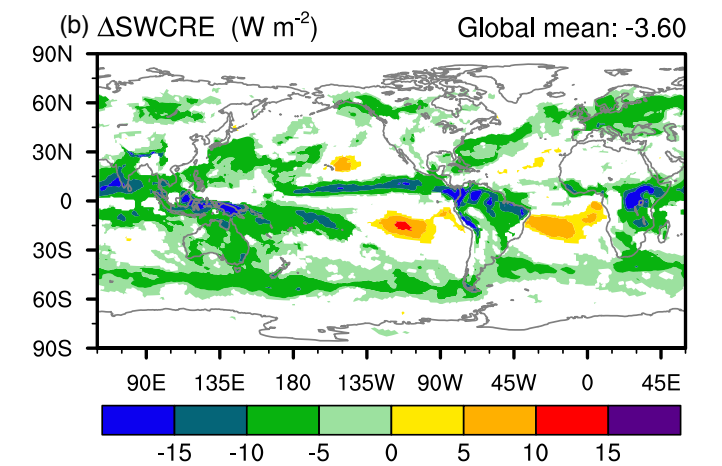 (b) ΔSWCRE (W m⁻²) Global mean: -3.60
90N
60N
30N
0
30S
60S
90S
90E 135E 180 135W 90W 45W 0 45E
-15 -10 -5 0 5 10 15